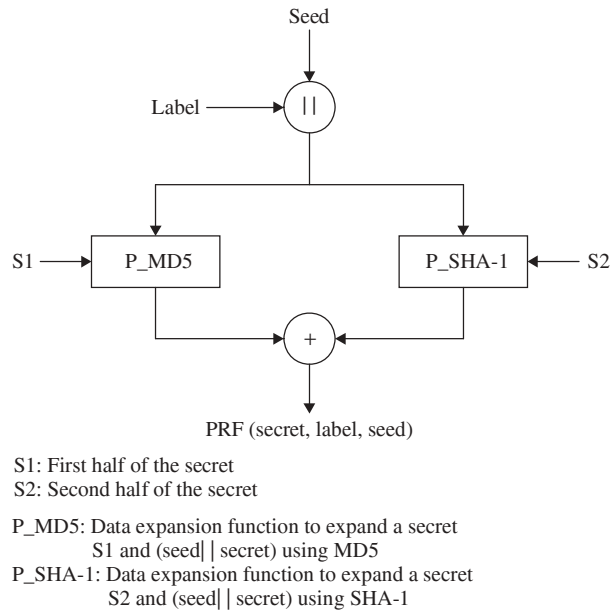 Seed
Label
||
S1
P_MD5
P_SHA-1
S2
+
PRF (secret, label, seed)
S1: First half of the secret
S2: Second half of the secret
P_MD5: Data expansion function to expand a secret
S1 and (seed|| secret) using MD5
P_SHA-1: Data expansion function to expand a secret
S2 and (seed|| secret) using SHA-1